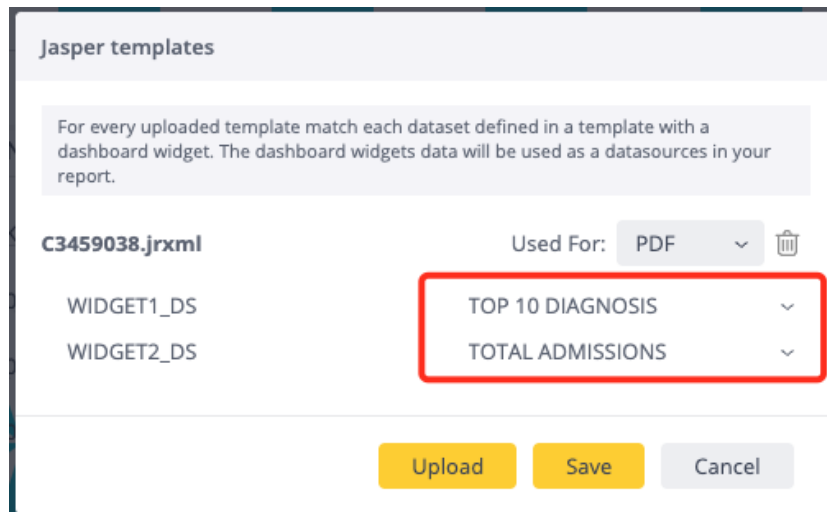 Jasper templates
For every uploaded template match each dataset defined in a template with a
dashboard widget. The dashboard widgets data will be used as a datasources in your
report.
C3459038.jrxml Used For: PDF
WIDGET1_DS TOP 10 DIAGNOSIS
WIDGET2_DS TOTAL ADMISSIONS
Upload Save Cancel